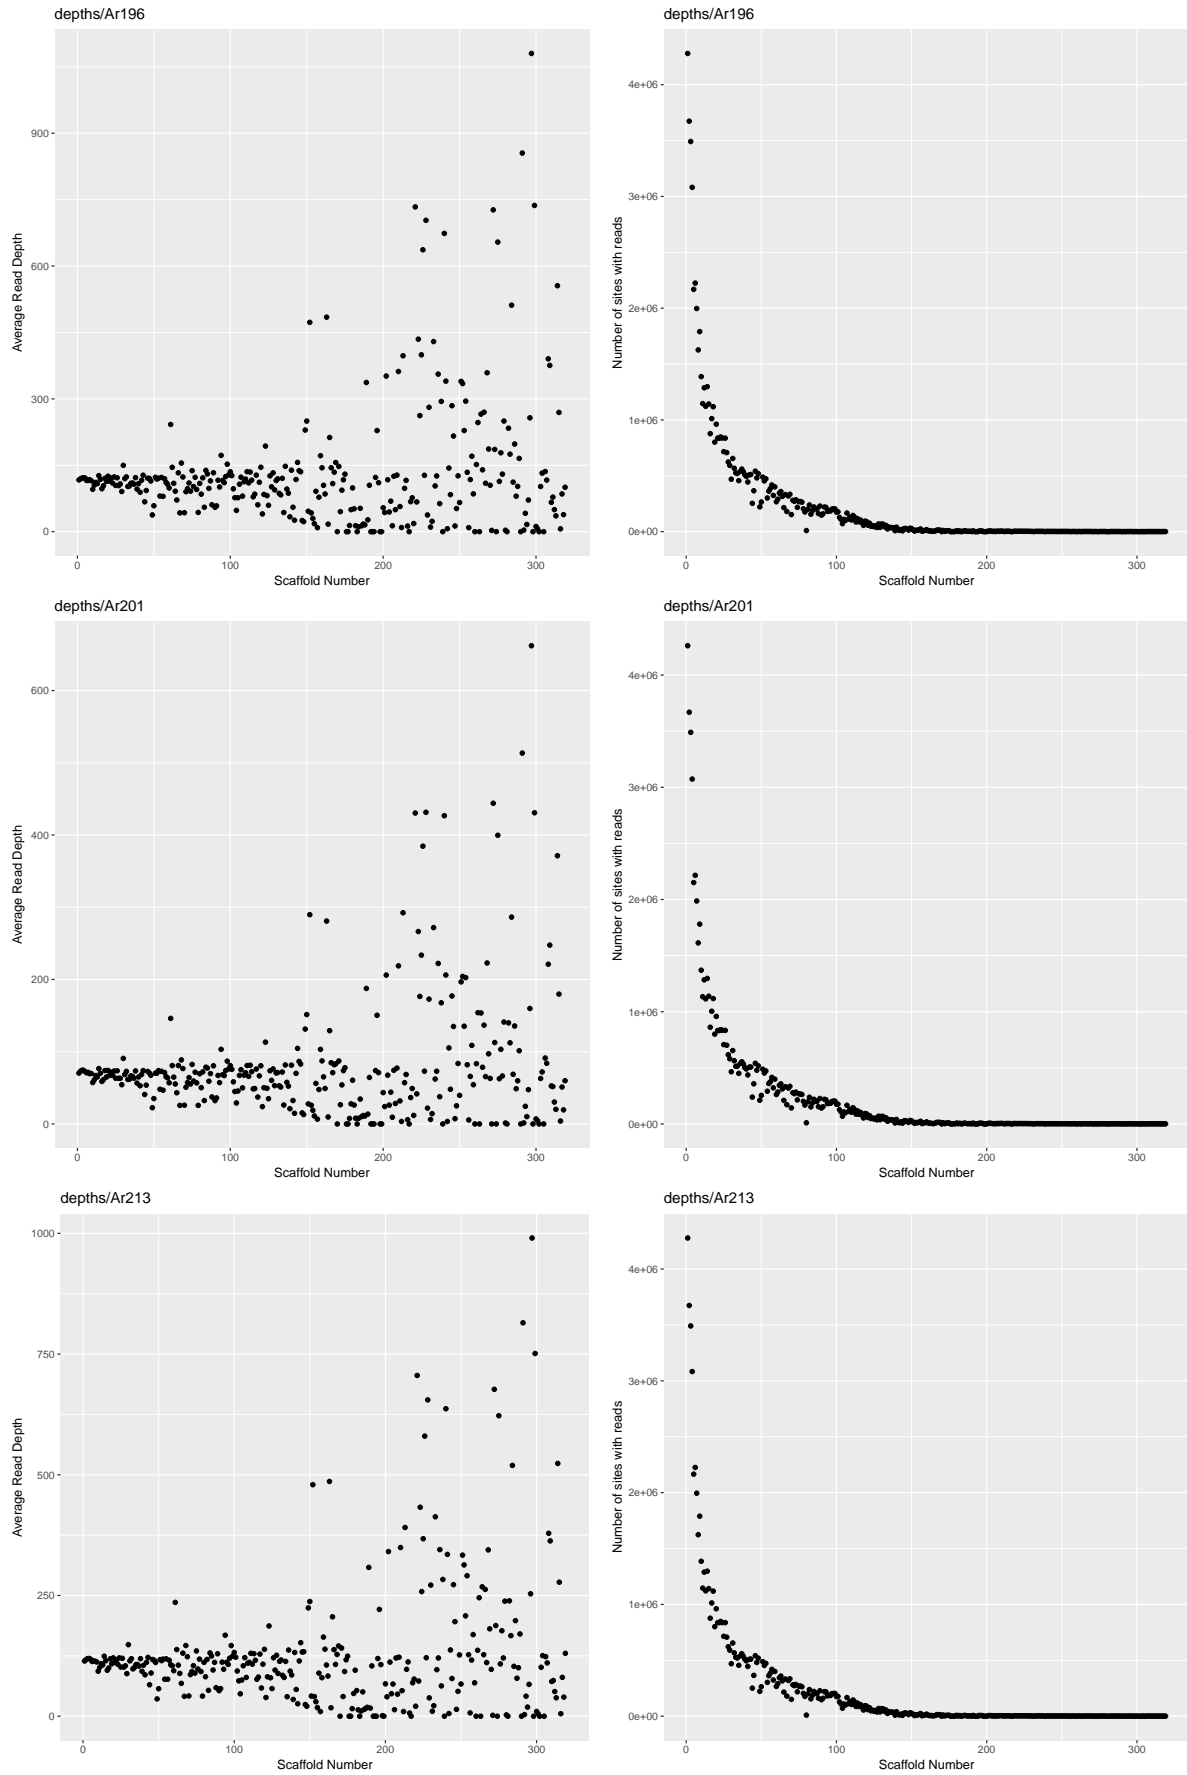 depths/Ar196
Average Read Depth
900
600
300
0
0
100
200
300
Scaffold Number
depths/Ar196
Number of sites with reads
4e+06
3e+06
2e+06
1e+06
0e+00
0
100
200
300
Scaffold Number
depths/Ar201
Average Read Depth
600
400
200
0
0
100
200
300
Scaffold Number
depths/Ar201
Number of sites with reads
4e+06
3e+06
2e+06
1e+06
0e+00
0
100
200
300
Scaffold Number
depths/Ar213
Average Read Depth
1000
750
500
250
0
0
100
200
300
Scaffold Number
depths/Ar213
Number of sites with reads
4e+06
3e+06
2e+06
1e+06
0e+00
0
100
200
300
Scaffold Number